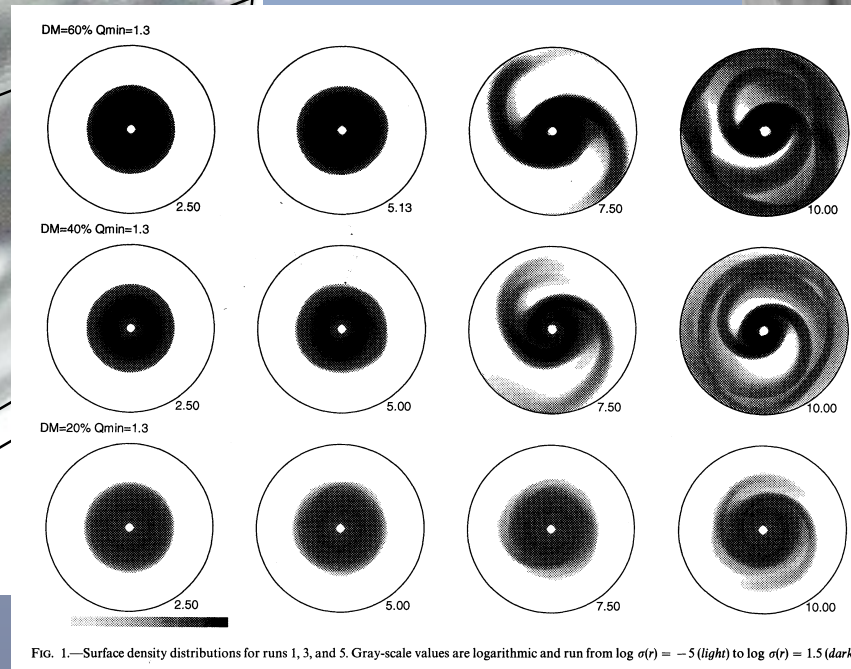 DM=60% Qmin=1.3
2.50 5.13 7.50 10.00
DM=40% Qmin=1.3
2.50 5.00 7.50 10.00
DM=20% Qmin=1.3
2.50 5.00 7.50 10.00
FIG. 1.—Surface density distributions for runs 1, 3, and 5. Gray-scale values are logarithmic and run from log σ(r) = −5 (light) to log σ(r) = 1.5 (dark